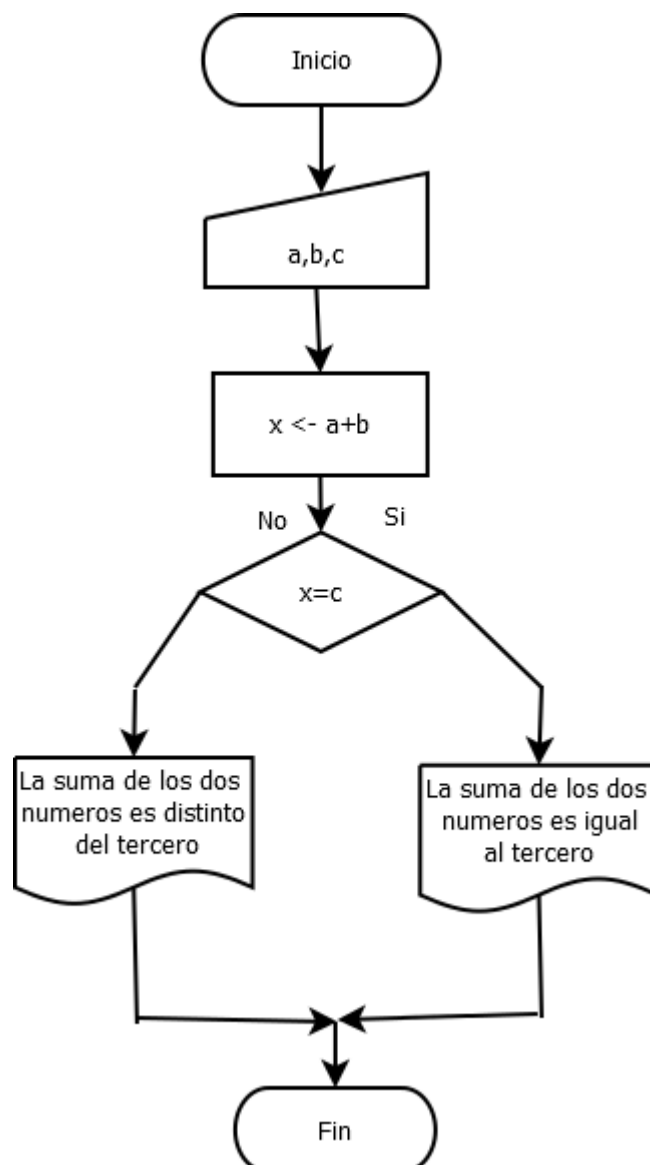 Inicio
a,b,c
x <- a+b
No
Si
x=c
La suma de los dos
numeros es distinto
del tercero
La suma de los dos
numeros es igual
al tercero
Fin